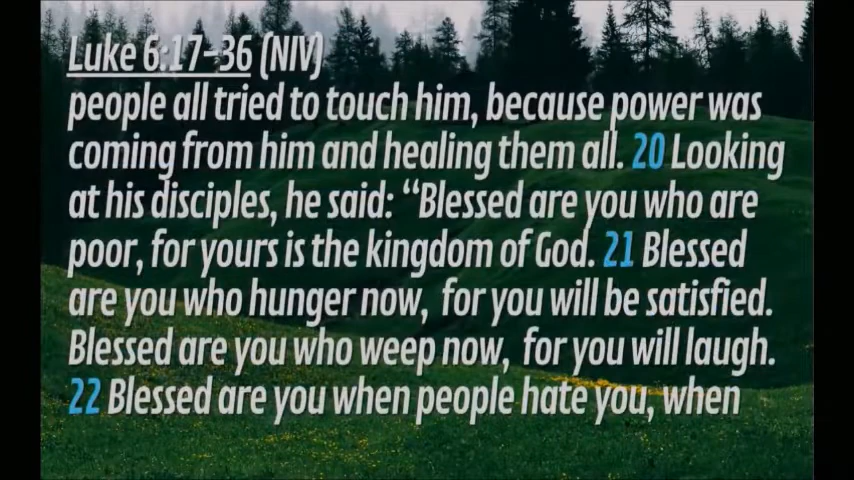 Luke 6:17-36 (NIV)
people all tried to touch him, because power was
coming from him and healing them all. 20 Looking
at his disciples, he said: “Blessed are you who are
poor, for yours is the kingdom of God. 21 Blessed
are you who hunger now, for you will be satisfied.
Blessed are you who weep now, for you will laugh.
22 Blessed are you when people hate you, when